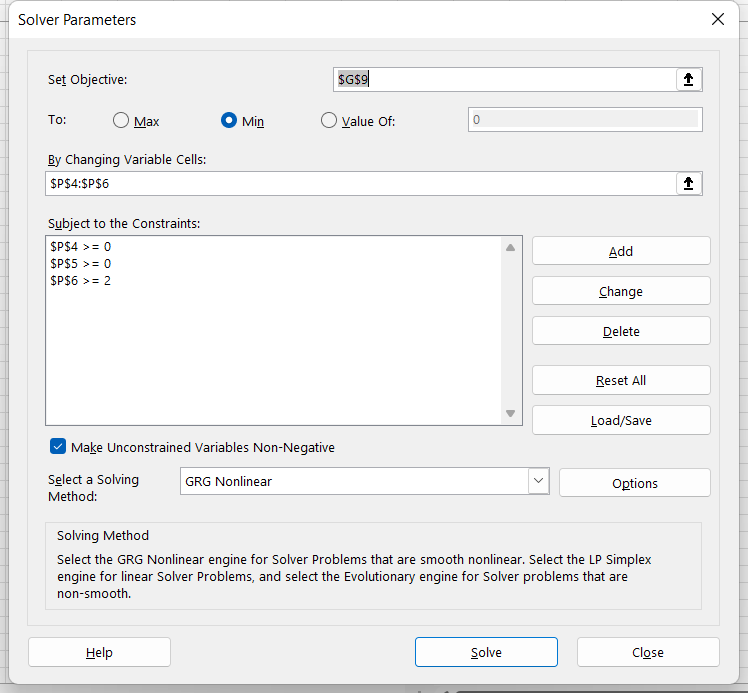 Solver Parameters
Set Objective:
$G$9
To:
Max
Min
Value Of:
0
By Changing Variable Cells:
$P$4:$P$6
Subject to the Constraints:
$P$4 >= 0
$P$5 >= 0
$P$6 >= 2
Add
Change
Delete
Reset All
Load/Save
Make Unconstrained Variables Non-Negative
Select a Solving
Method:
GRG Nonlinear
Options
Solving Method
Select the GRG Nonlinear engine for Solver Problems that are smooth nonlinear. Select the LP Simplex
engine for linear Solver Problems, and select the Evolutionary engine for Solver problems that are
non-smooth.
Help
Solve
Close